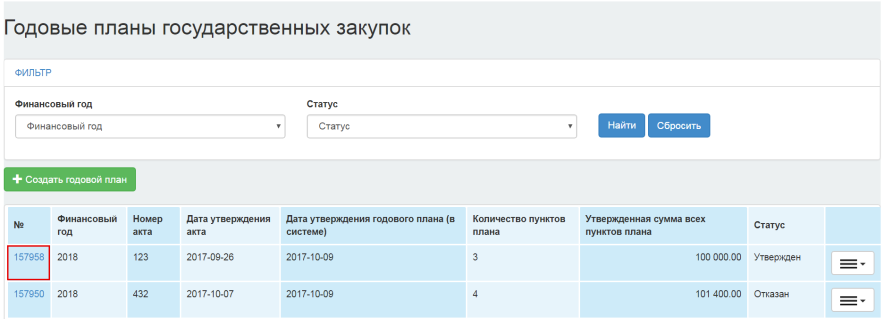 Годовые планы государственных закупок
ФИЛЬТР
Финансовый год Статус
Финансовый год Статус Найти Сбросить
Создать годовой план
№ Финансовый год Номер акта Дата утверждения акта Дата утверждения годового плана (в системе) Количество пунктов плана Утвержденная сумма всех пунктов плана Статус
157958 2018 123 2017-09-26 2017-10-09 3 100 000.00 Утвержден
157950 2018 432 2017-10-07 2017-10-09 4 101 400.00 Отказан